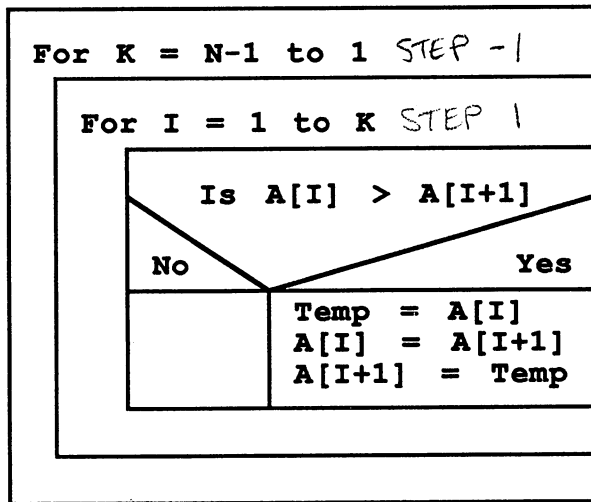 For K = N-1 to 1 STEP -1
For I = 1 to K STEP 1
Is A[I] > A[I+1]
No Yes
Temp = A[I]
A[I] = A[I+1]
A[I+1] = Temp